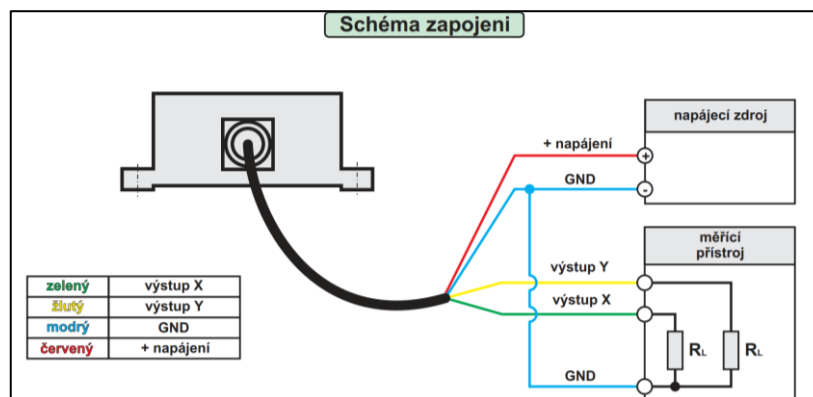 Schéma zapojeni
napájecí zdroj
+ napájení
+
GND
-
měřící
přístroj
výstup Y
výstup X
RL
RL
GND
zelený výstup X
žlutý výstup Y
modrý GND
červený + napájení